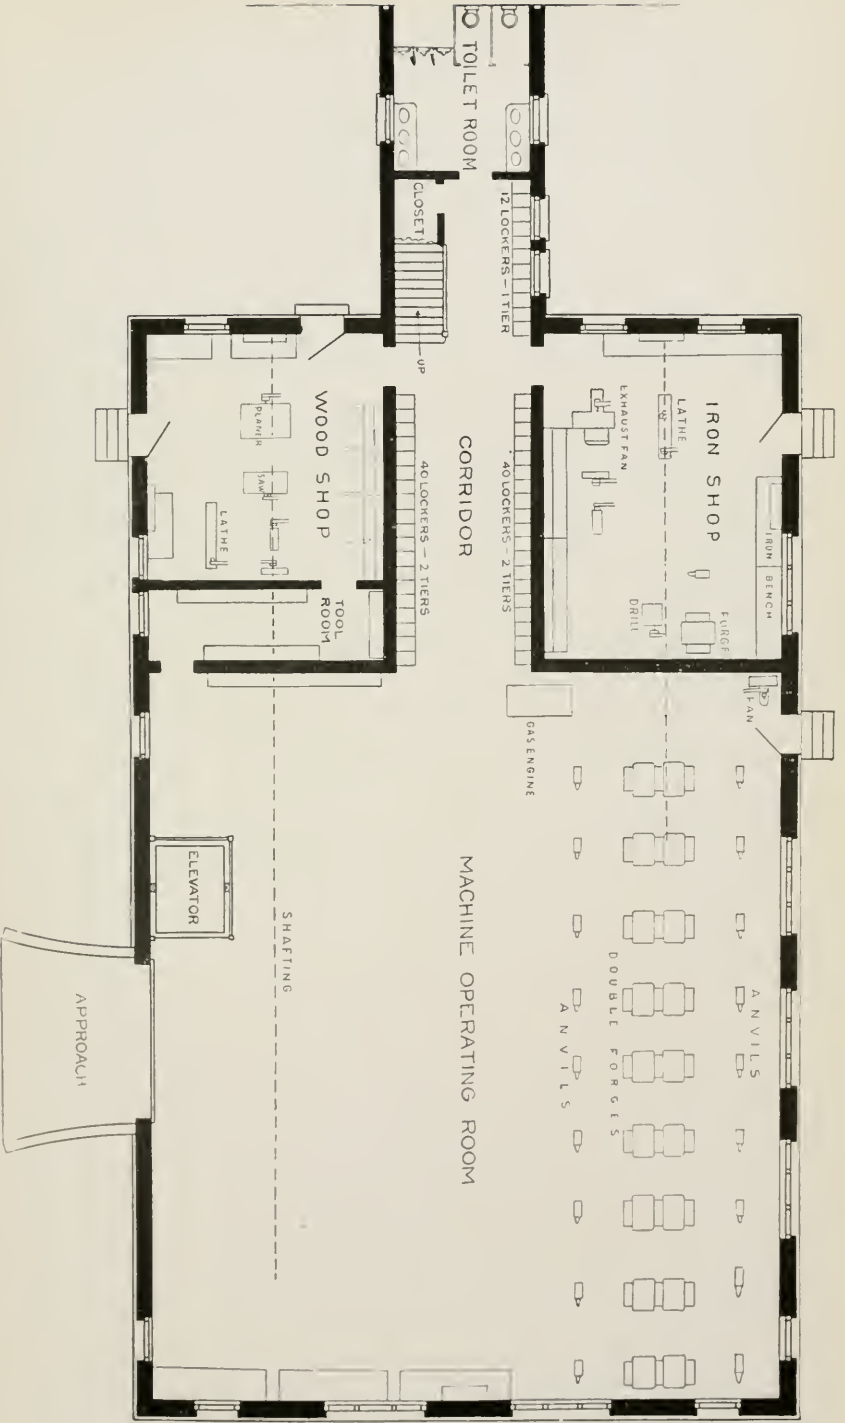 TOILET ROOM
CLOSET
12 LOCKERS – 1 TIER
UP
WOOD SHOP
PLANER
SAW
LATHE
TOOL
ROOM
40 LOCKERS – 2 TIERS
CORRIDOR
40 LOCKERS – 2 TIERS
EXHAUST FAN
LATHE
IRON SHOP
IRON BENCH
DRILL
FORGE
FAN
GAS ENGINE
ELEVATOR
SHAFTING
APPROACH
MACHINE OPERATING ROOM
ANVILS
DOUBLE FORGES
ANVILS